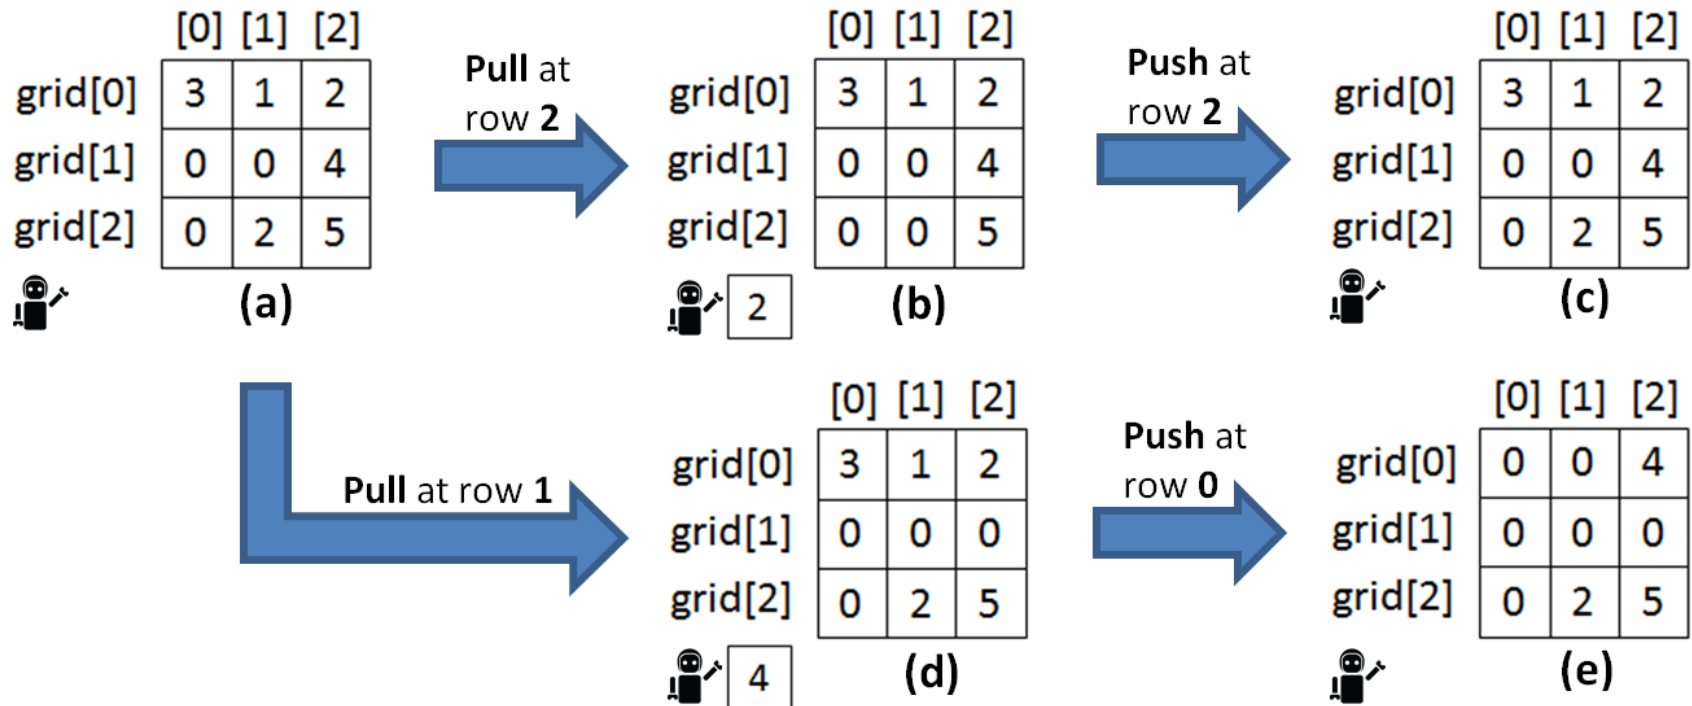 [0] [1] [2]
grid[0] 3 1 2
grid[1] 0 0 4
grid[2] 0 2 5
(a)
Pull at
row 2
[0] [1] [2]
grid[0] 3 1 2
grid[1] 0 0 4
grid[2] 0 0 5
2
(b)
Push at
row 2
[0] [1] [2]
grid[0] 3 1 2
grid[1] 0 0 4
grid[2] 0 2 5
(c)
Pull at row 1
[0] [1] [2]
grid[0] 3 1 2
grid[1] 0 0 0
grid[2] 0 2 5
4
(d)
Push at
row 0
[0] [1] [2]
grid[0] 0 0 4
grid[1] 0 0 0
grid[2] 0 2 5
(e)